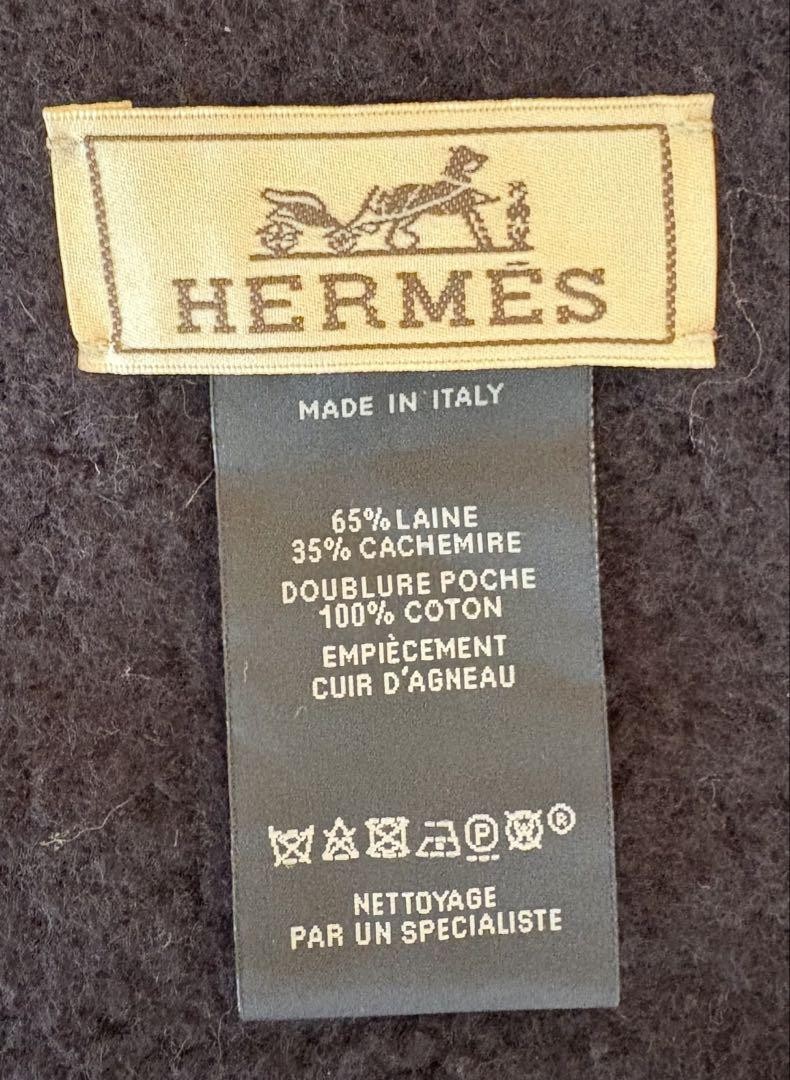 HERMÈS
MADE IN ITALY
65% LAINE
35% CACHEMIRE
DOUBLURE POCHE
100% COTON
EMPIÈCEMENT
CUIR D'AGNEAU
P W ®
NETTOYAGE
PAR UN SPECIALISTE